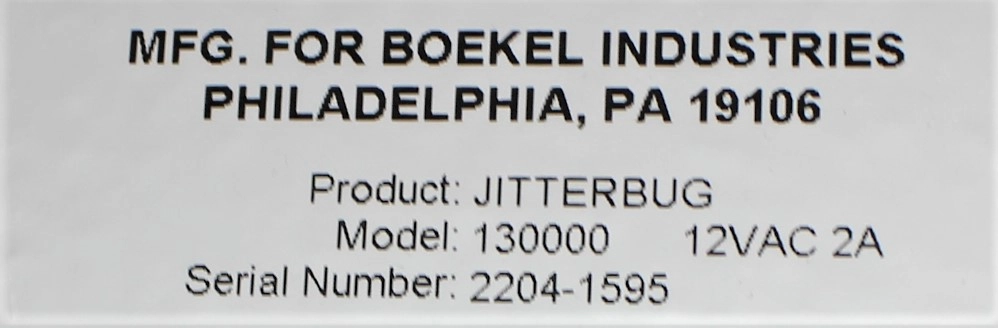 MFG. FOR BOEKEL INDUSTRIES
PHILADELPHIA, PA 19106
Product: JITTERBUG
Model: 130000 12VAC 2A
Serial Number: 2204-1595